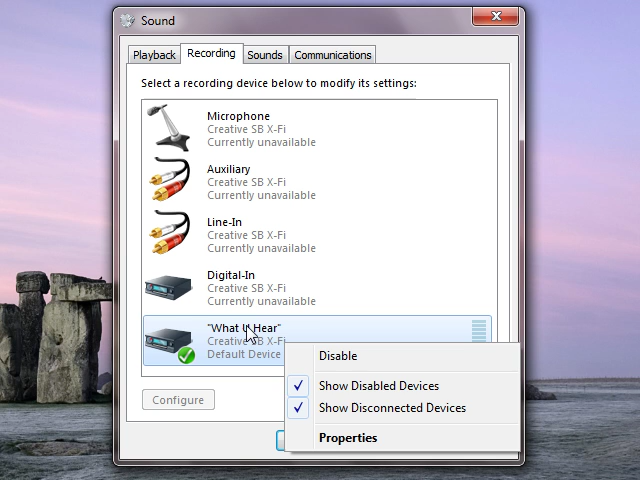 Sound
Playback Recording Sounds Communications
Select a recording device below to modify its settings:
Microphone
Creative SB X-Fi
Currently unavailable
Auxiliary
Creative SB X-Fi
Currently unavailable
Line-In
Creative SB X-Fi
Currently unavailable
Digital-In
Creative SB X-Fi
Currently unavailable
"What U Hear"
Creative SB X-Fi
Default Device
Disable
Show Disabled Devices
Show Disconnected Devices
Properties
Configure